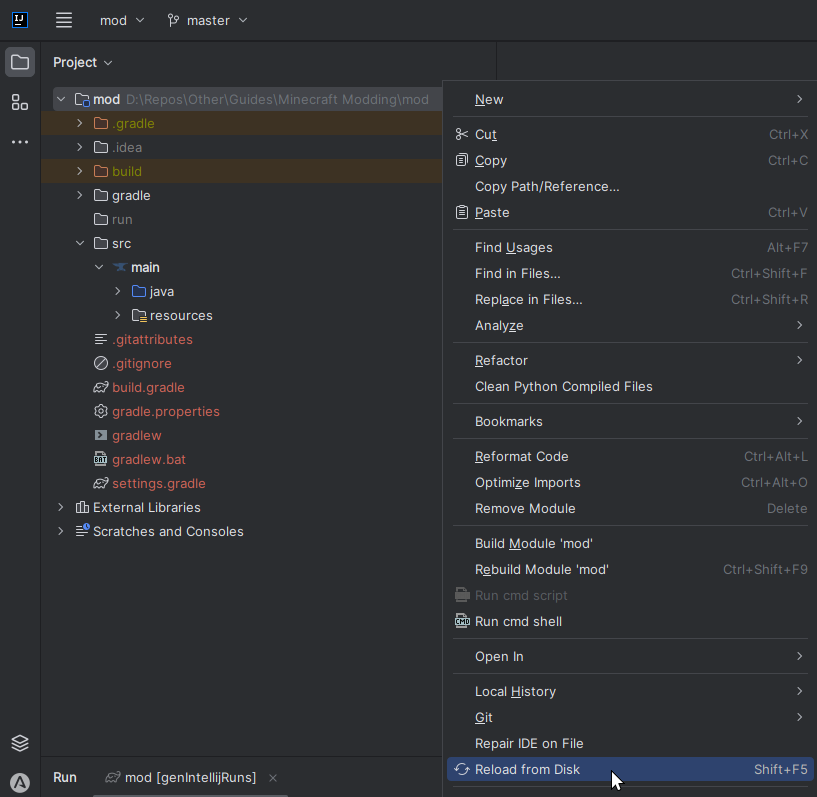 IJ mod master
Project
mod D:\Repos\Other\Guides\Minecraft Modding\mod
.gradle
.idea
build
gradle
run
src
main
java
resources
.gitattributes
.gitignore
build.gradle
gradle.properties
gradlew
gradlew.bat
settings.gradle
External Libraries
Scratches and Consoles
Run mod [genIntellijRuns]
New
Cut Ctrl+X
Copy Ctrl+C
Copy Path/Reference...
Paste Ctrl+V
Find Usages Alt+F7
Find in Files... Ctrl+Shift+F
Replace in Files... Ctrl+Shift+R
Analyze
Refactor
Clean Python Compiled Files
Bookmarks
Reformat Code Ctrl+Alt+L
Optimize Imports Ctrl+Alt+O
Remove Module Delete
Build Module 'mod'
Rebuild Module 'mod' Ctrl+Shift+F9
Run cmd script
Run cmd shell
Open In
Local History
Git
Repair IDE on File
Reload from Disk Shift+F5